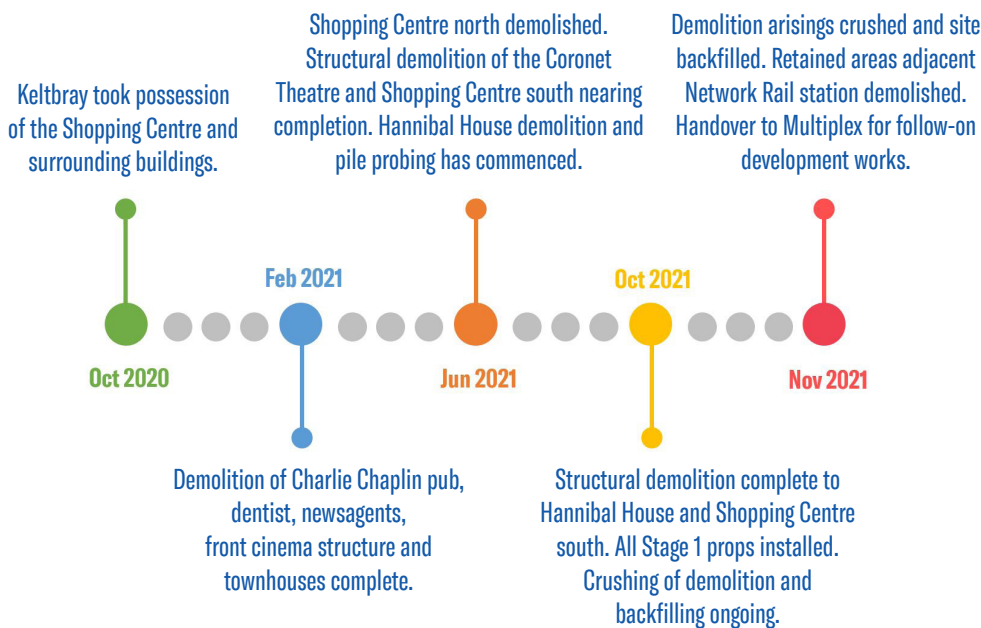 Keltbray took possession
of the Shopping Centre and
surrounding buildings.
Oct 2020
Feb 2021
Demolition of Charlie Chaplin pub,
dentist, newsagents,
front cinema structure and
townhouses complete.
Shopping Centre north demolished.
Structural demolition of the Coronet
Theatre and Shopping Centre south nearing
completion. Hannibal House demolition and
pile probing has commenced.
Jun 2021
Oct 2021
Structural demolition complete to
Hannibal House and Shopping Centre
south. All Stage 1 props installed.
Crushing of demolition and
backfilling ongoing.
Demolition arisings crushed and site
backfilled. Retained areas adjacent
Network Rail station demolished.
Handover to Multiplex for follow-on
development works.
Nov 2021